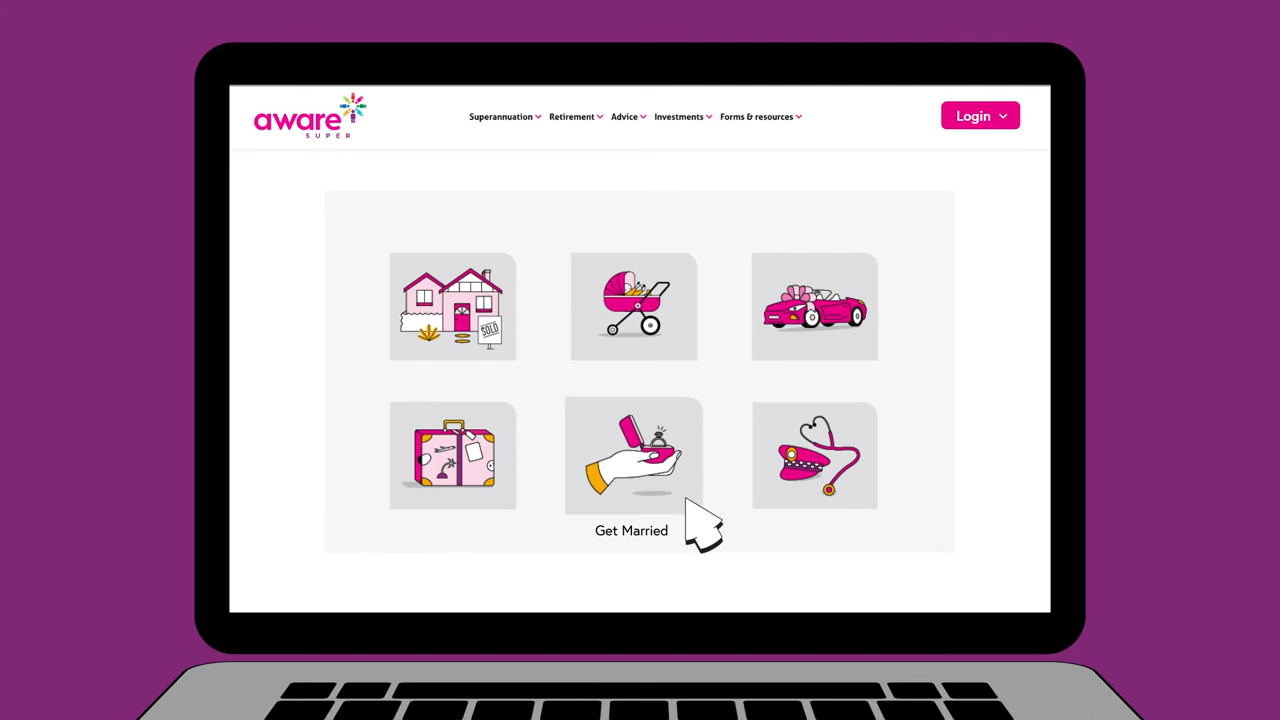 aware
SUPER
Superannuation
Retirement
Advice
Investments
Forms & resources
Login
SOLD
Get Married